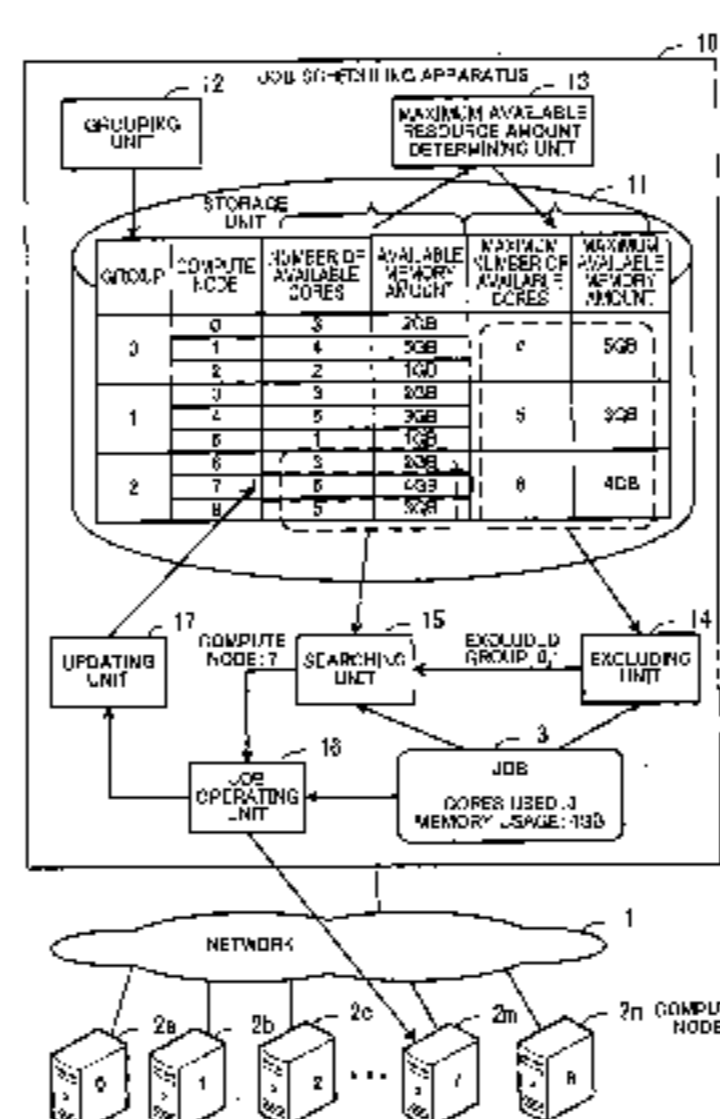 10
JOB SCHEDULING APPARATUS
12
GROUPING
UNIT
13
MAXIMUM AVAILABLE
RESOURCE AMOUNT
DETERMINING UNIT
11
STORAGE
UNIT
GROUP
COMPUTE
NODE
NUMBER OF
AVAILABLE
CORES
AVAILABLE
MEMORY
AMOUNT
MAXIMUM
NUMBER OF
AVAILABLE
CORES
MAXIMUM
AVAILABLE
MEMORY
AMOUNT
0 3 2GB
0 1 4 5GB 5GB
2 2 1GB
3 3 2GB
1 4 5 3GB 5 3GB
5 1 1GB
6 3 2GB
2 7 6 4GB 6 4GB
8 5 3GB
17
UPDATING
UNIT
COMPUTE
NODE: 7
15
SEARCHING
UNIT
EXCLUDED
GROUP: 0,
14
EXCLUDING
UNIT
16
JOB
OPERATING
UNIT
3
JOB
CORES USED:
MEMORY USAGE:
1
NETWORK
2a
0
2b
1
2c
2
...
2m
7
2n
8
NODE